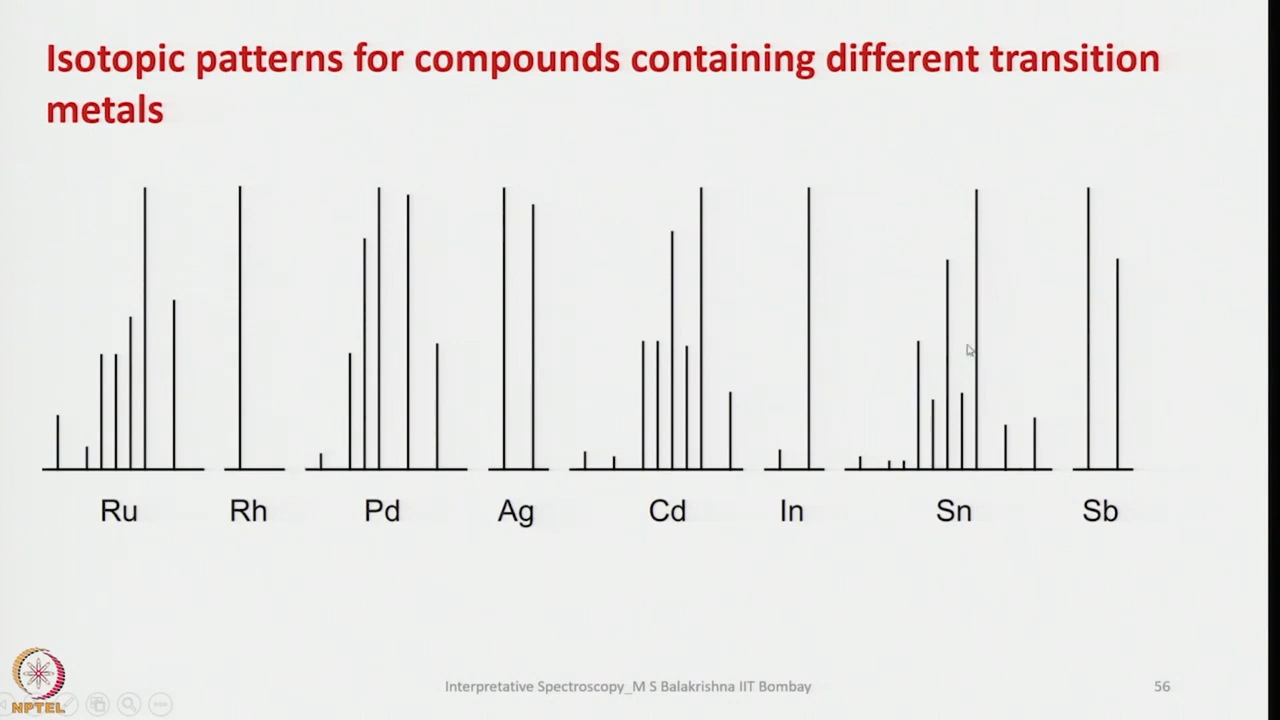 Isotopic patterns for compounds containing different transition
metals
Ru Rh Pd Ag Cd In Sn Sb
NPTEL
Interpretative Spectroscopy_M S Balakrishna IIT Bombay
56